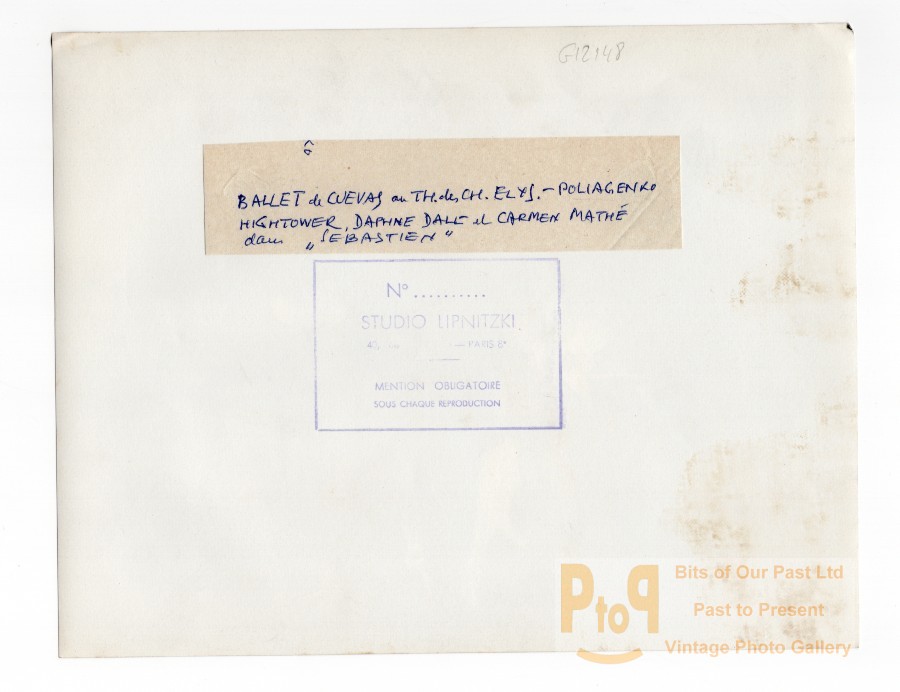 G12148
BALLET de CUEVAS au TH. des CH. ELYS. - POLIAGENKO
HIGHTOWER, DAPHNE DALE et CARMEN MATHÉ
dans „SEBASTIEN"
N° ..........
STUDIO LIPNITZKI
— PARIS 8e
MENTION OBLIGATOIRE
SOUS CHAQUE REPRODUCTION
PtoP
Bits of Our Past Ltd
Past to Present
Vintage Photo Gallery